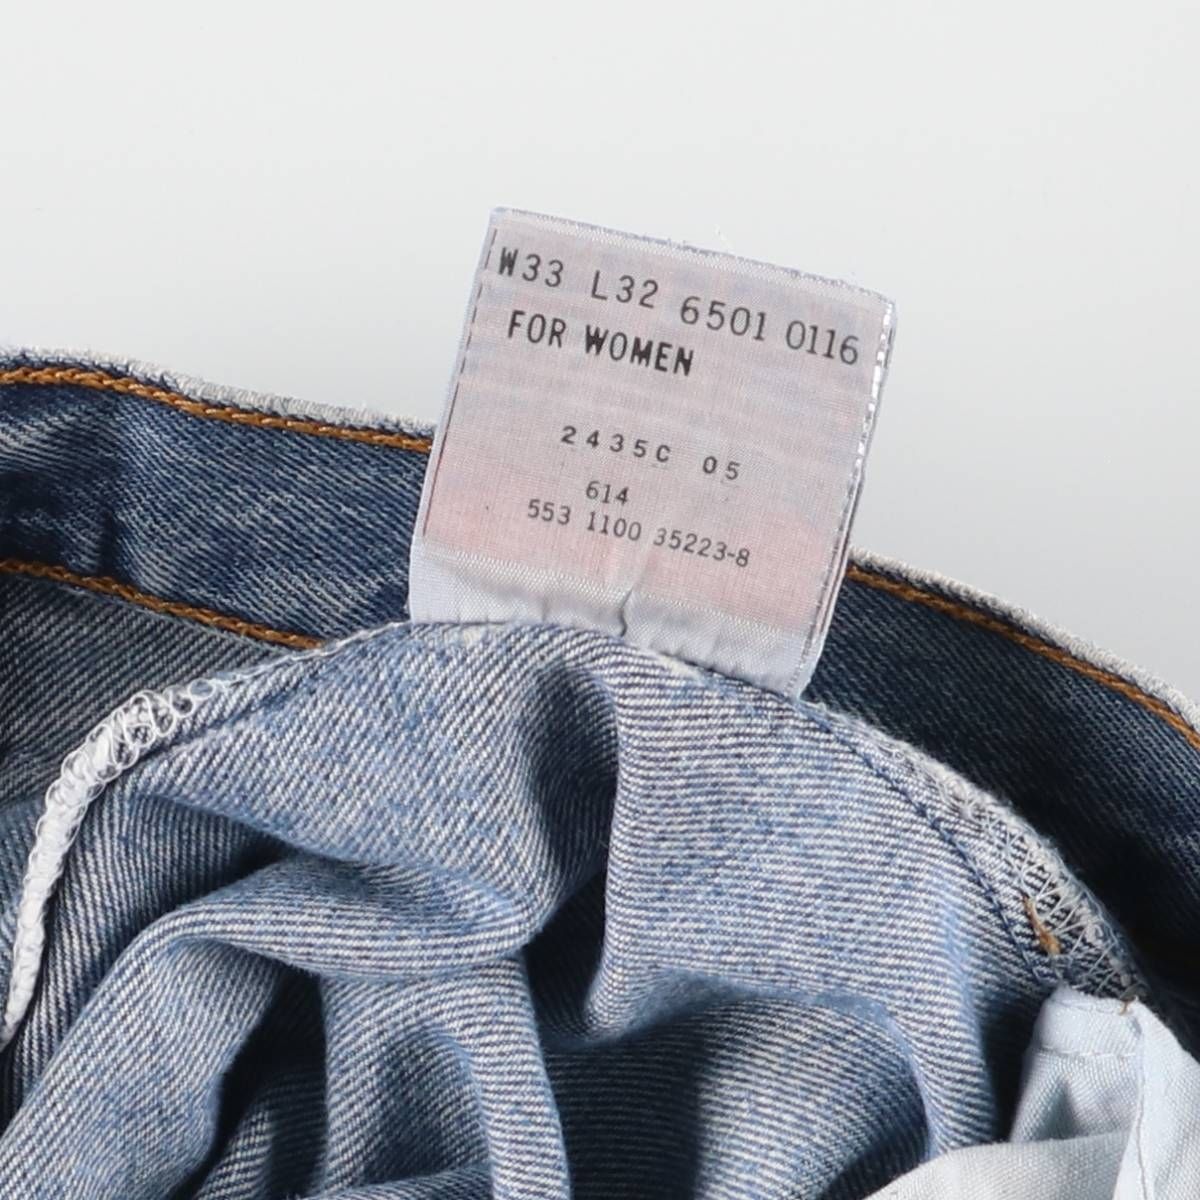 W33 L32 6501 0116
FOR WOMEN
2435C 05
614
553 1100 35223-8